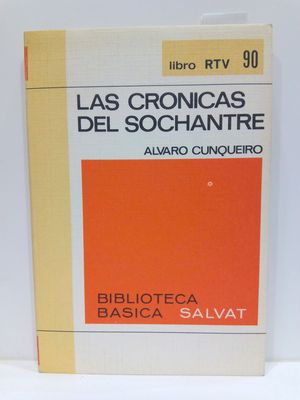 libro RTV 90
LAS CRONICAS
DEL SOCHANTRE
ALVARO CUNQUEIRO
BIBLIOTECA
BASICA SALVAT